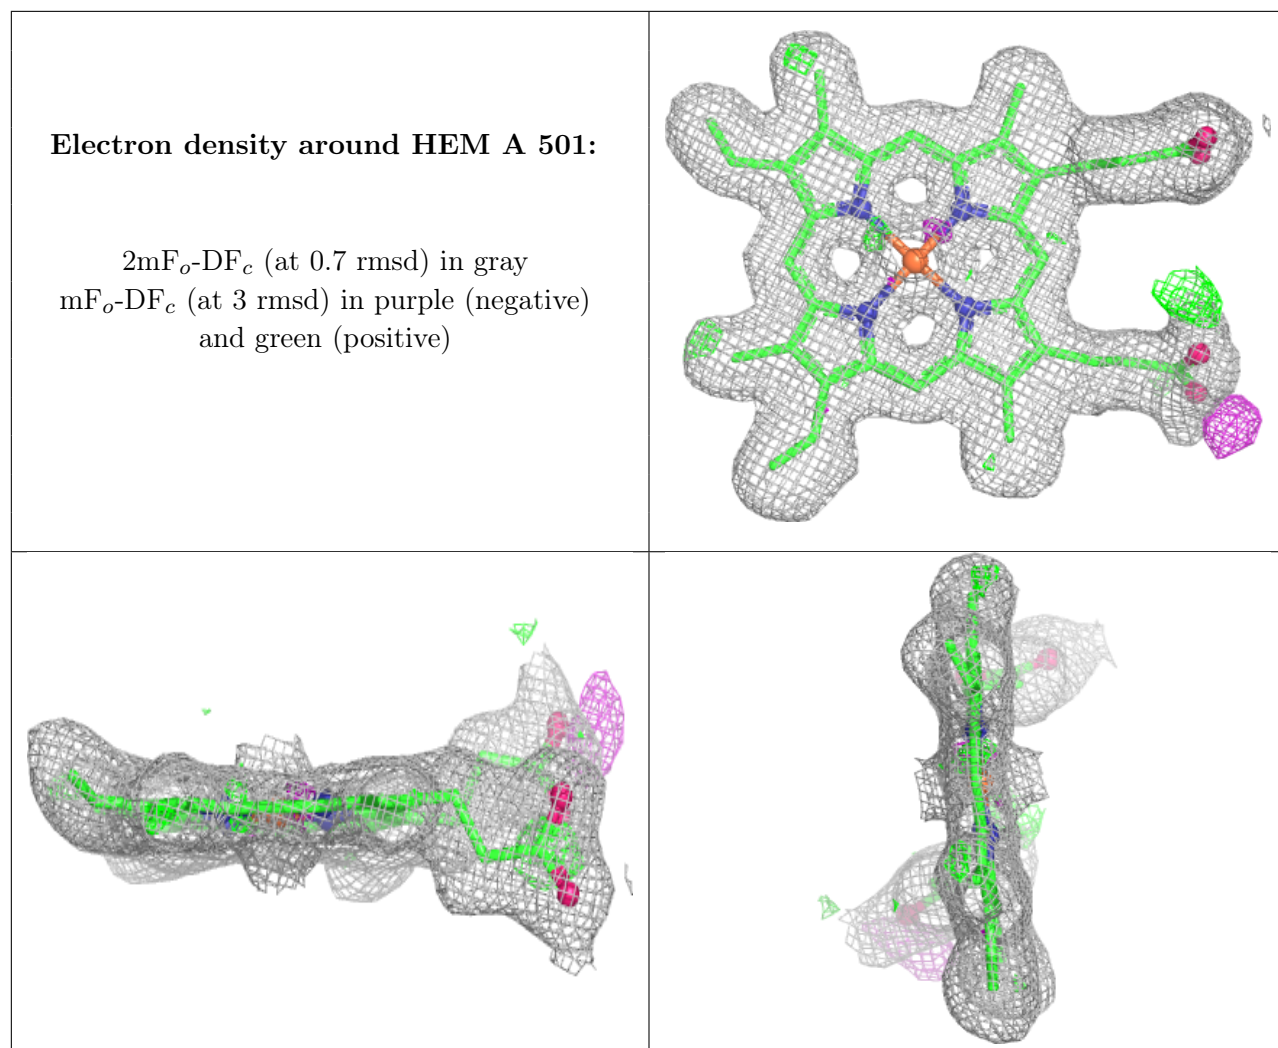 Electron density around HEM A 501:
2mFo-DFc (at 0.7 rmsd) in gray
mFo-DFc (at 3 rmsd) in purple (negative)
and green (positive)